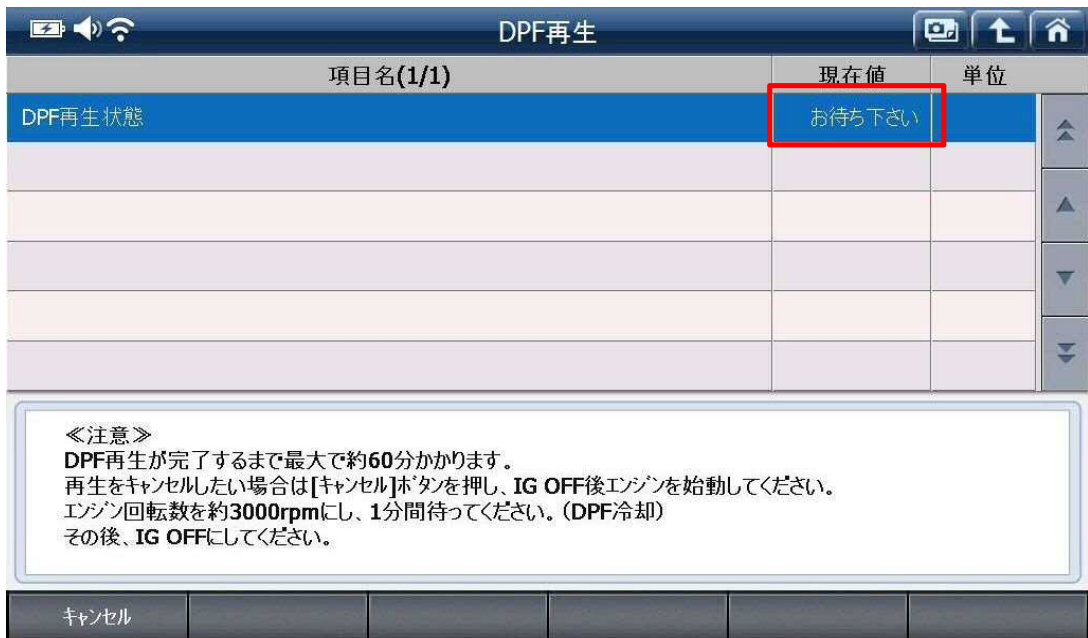 DPF再生
項目名(1/1) 現在値 単位
DPF再生状態 お待ち下さい
≪注意≫
DPF再生が完了するまで最大で約60分かかります。
再生をｷｬﾝｾﾙしたい場合は[ｷｬﾝｾﾙ]ﾎﾞﾀﾝを押し、IG OFF後ｴﾝｼﾞﾝを始動してください。
ｴﾝｼﾞﾝ回転数を約3000rpmにし、1分間待ってください。(DPF冷却)
その後、IG OFFにしてください。
ｷｬﾝｾﾙ